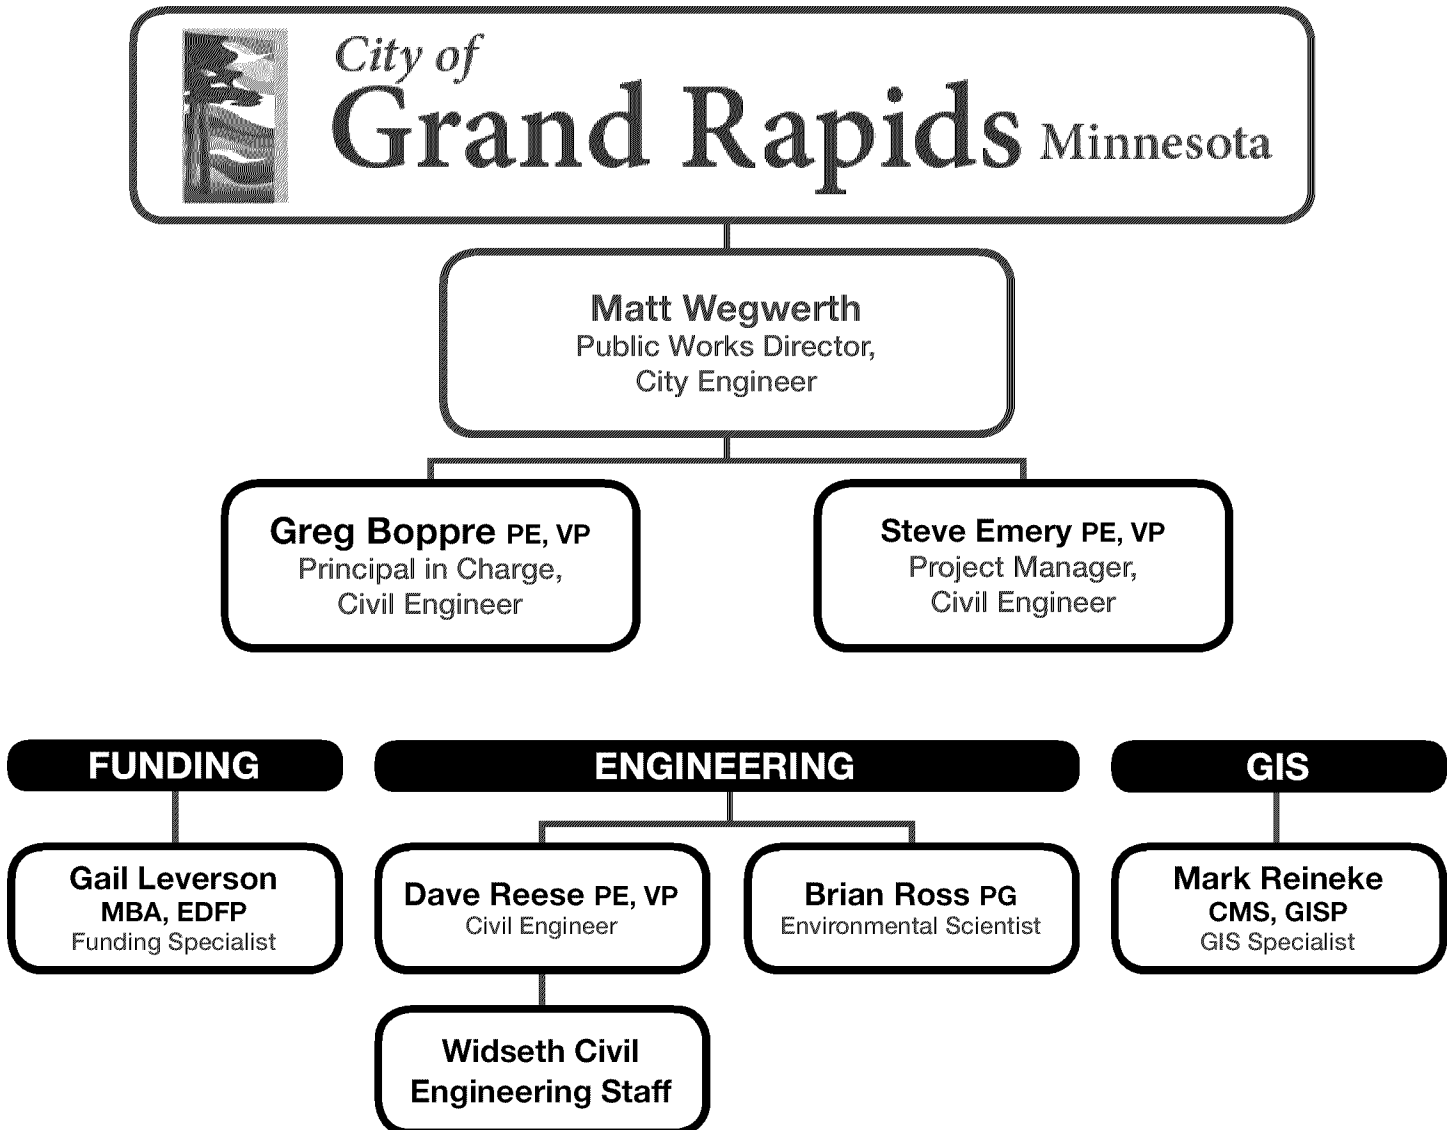 City of
Grand Rapids Minnesota
Matt Wegwerth
Public Works Director,
City Engineer
Greg Boppre PE, VP
Principal in Charge,
Civil Engineer
Steve Emery PE, VP
Project Manager,
Civil Engineer
FUNDING
Gail Leverson
MBA, EDFP
Funding Specialist
ENGINEERING
Dave Reese PE, VP
Civil Engineer
Brian Ross PG
Environmental Scientist
Widseth Civil
Engineering Staff
GIS
Mark Reineke
CMS, GISP
GIS Specialist